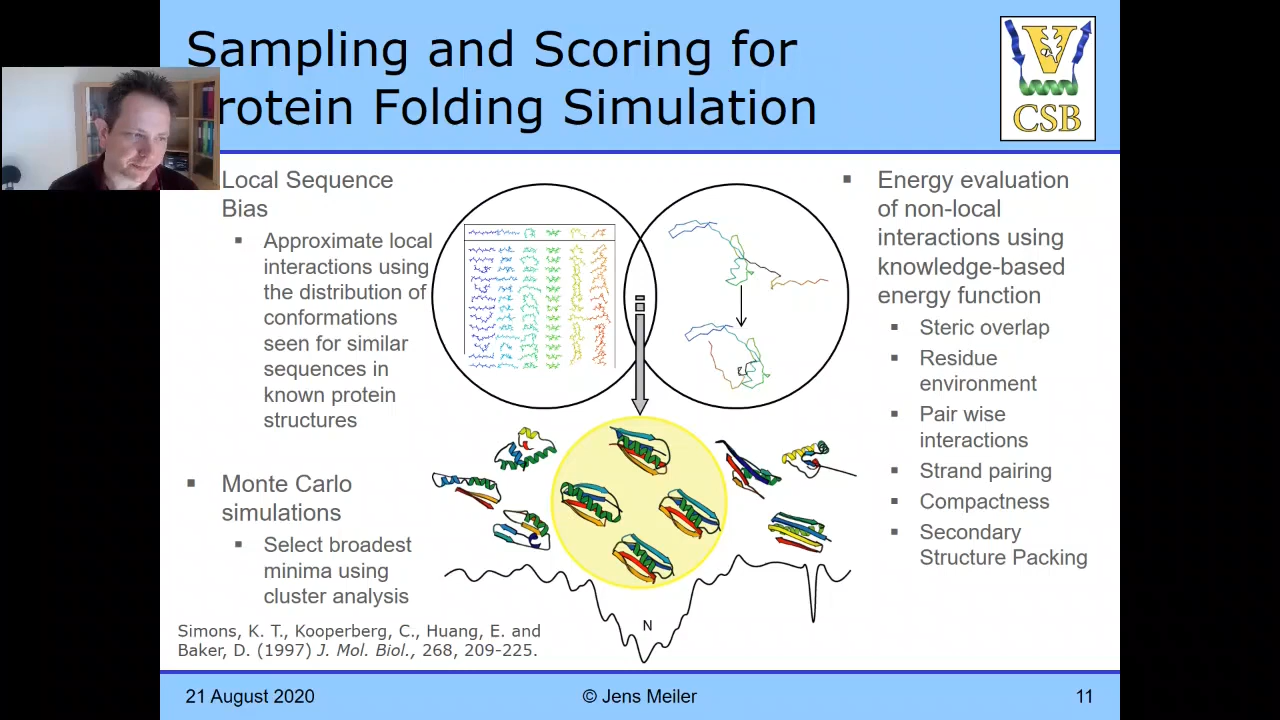 Sampling and Scoring for
rotein Folding Simulation
V
CSB
Local Sequence
Bias
Approximate local
interactions using
the distribution of
conformations
seen for similar
sequences in
known protein
structures
Monte Carlo
simulations
Select broadest
minima using
cluster analysis
Simons, K. T., Kooperberg, C., Huang, E. and
Baker, D. (1997) J. Mol. Biol., 268, 209-225.
N
Energy evaluation
of non-local
interactions using
knowledge-based
energy function
Steric overlap
Residue
environment
Pair wise
interactions
Strand pairing
Compactness
Secondary
Structure Packing
21 August 2020
© Jens Meiler
11